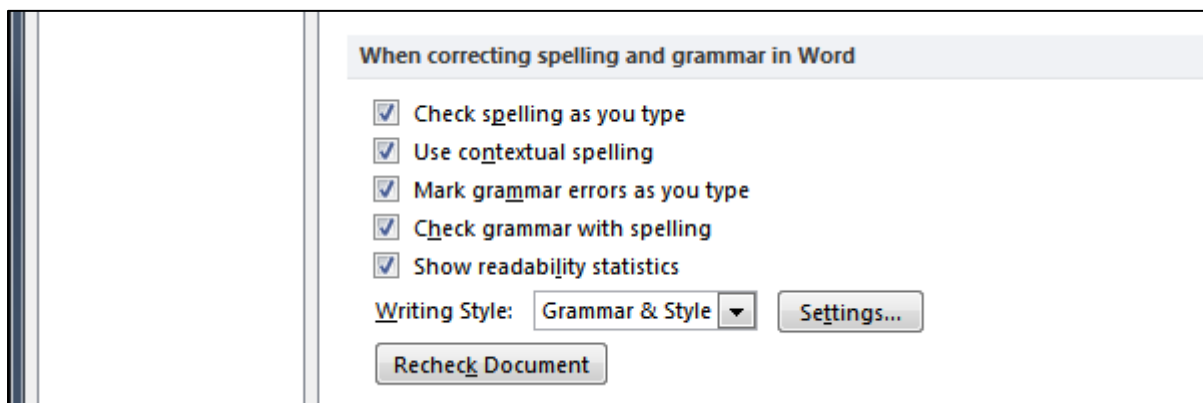 When correcting spelling and grammar in Word
Check spelling as you type
Use contextual spelling
Mark grammar errors as you type
Check grammar with spelling
Show readability statistics
Writing Style: Grammar & Style Settings...
Recheck Document